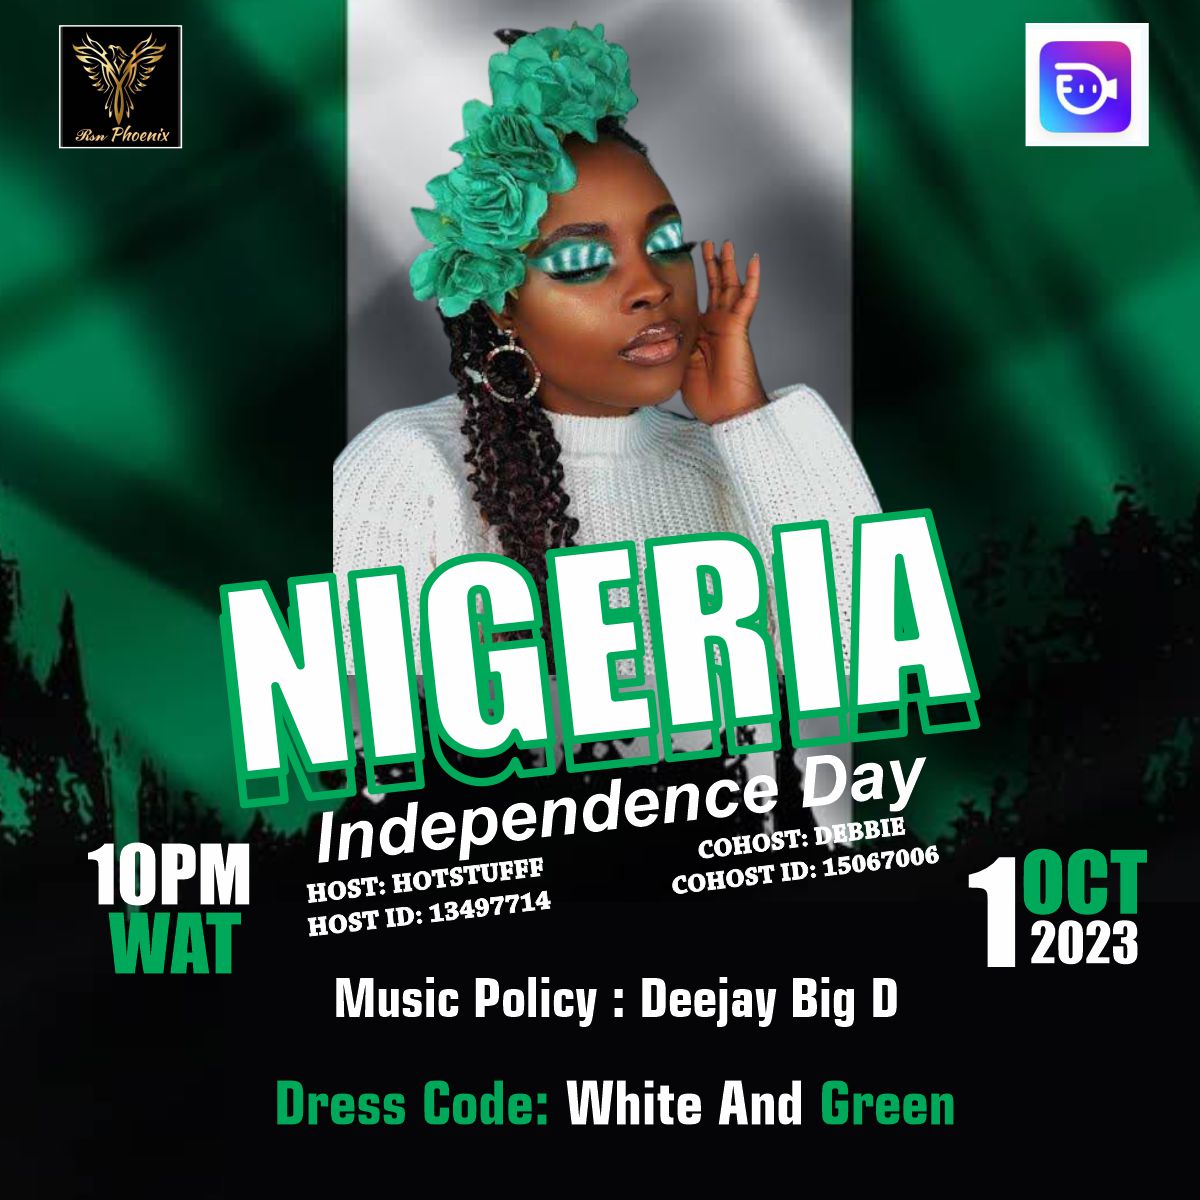 Rsn Phoenix
NIGERIA
Independence Day
HOST: HOTSTUFFF
HOST ID: 13497714
COHOST: DEBBIE
COHOST ID: 15067006
10PM
WAT
1 OCT
2023
Music Policy : Deejay Big D
Dress Code: White And Green